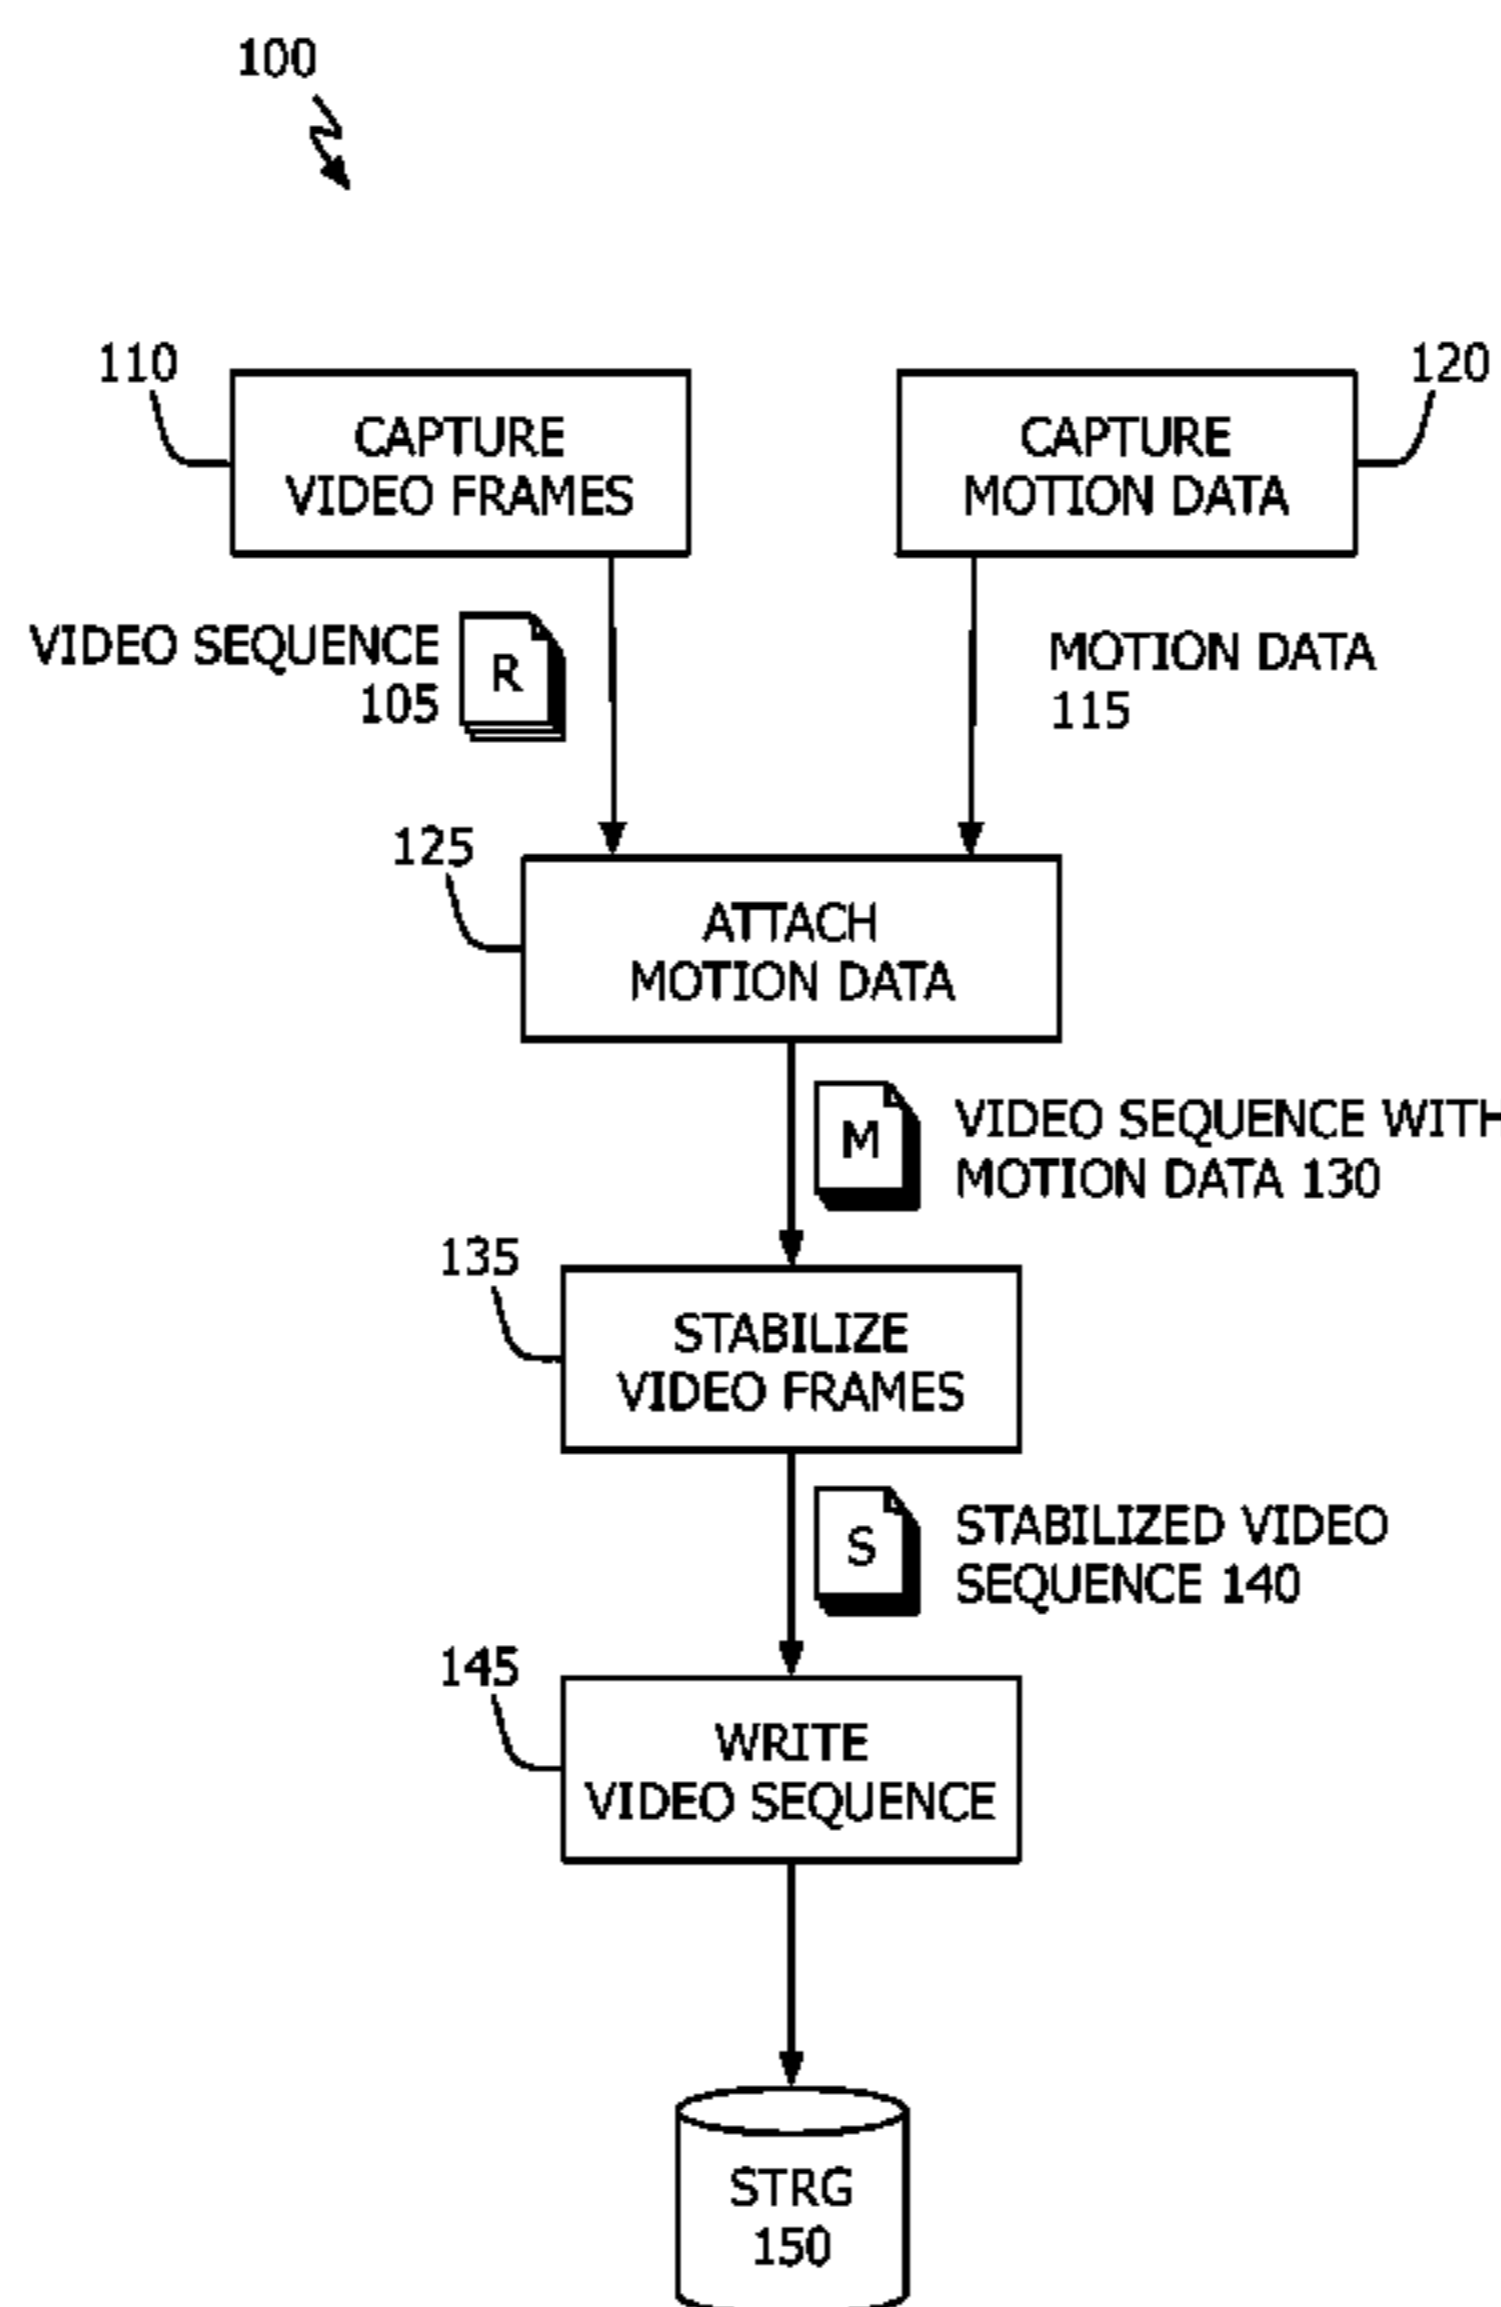 100
110
CAPTURE
VIDEO FRAMES
120
CAPTURE
MOTION DATA
VIDEO SEQUENCE
105
R
MOTION DATA
115
125
ATTACH
MOTION DATA
M
VIDEO SEQUENCE WITH
MOTION DATA 130
135
STABILIZE
VIDEO FRAMES
S
STABILIZED VIDEO
SEQUENCE 140
145
WRITE
VIDEO SEQUENCE
STRG
150